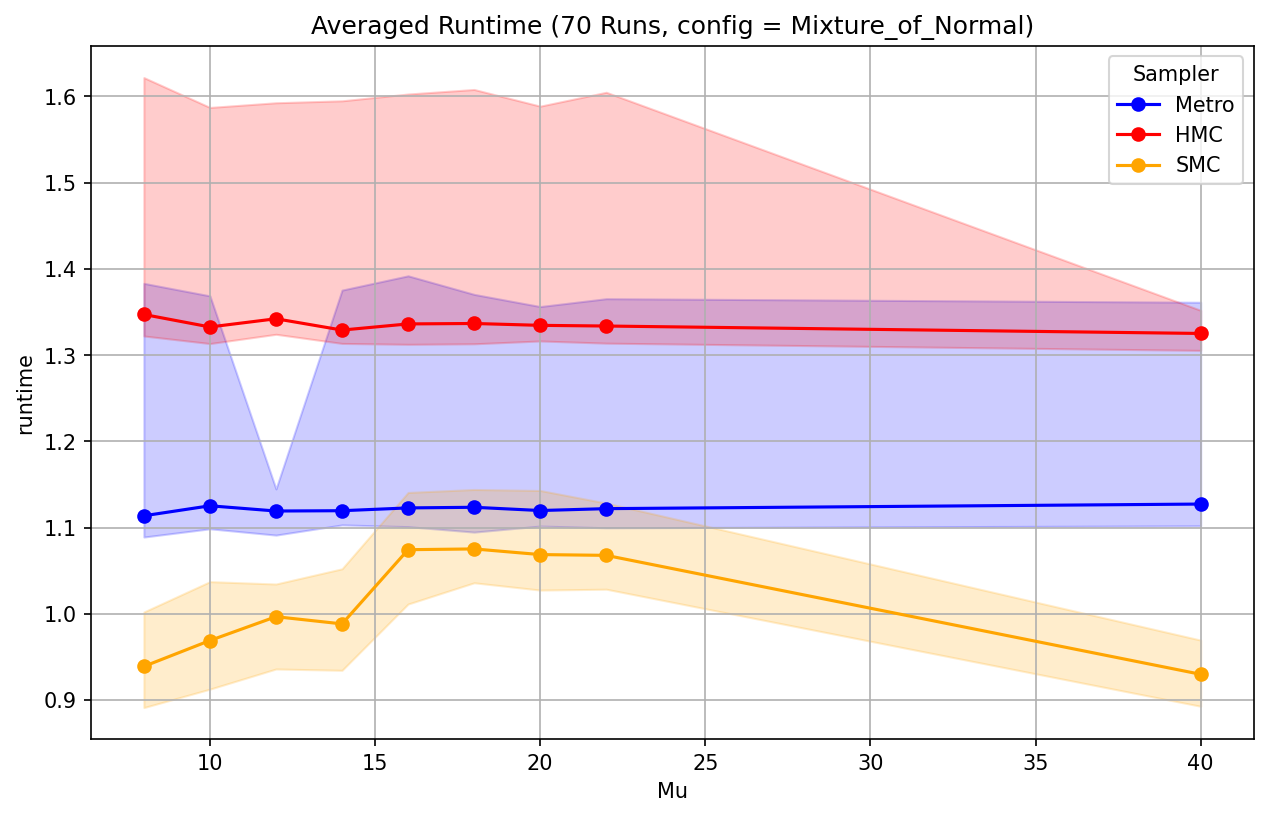 Averaged Runtime (70 Runs, config = Mixture_of_Normal)
Sampler
Metro
HMC
SMC
runtime
1.6
1.5
1.4
1.3
1.2
1.1
1.0
0.9
10 15 20 25 30 35 40
Mu